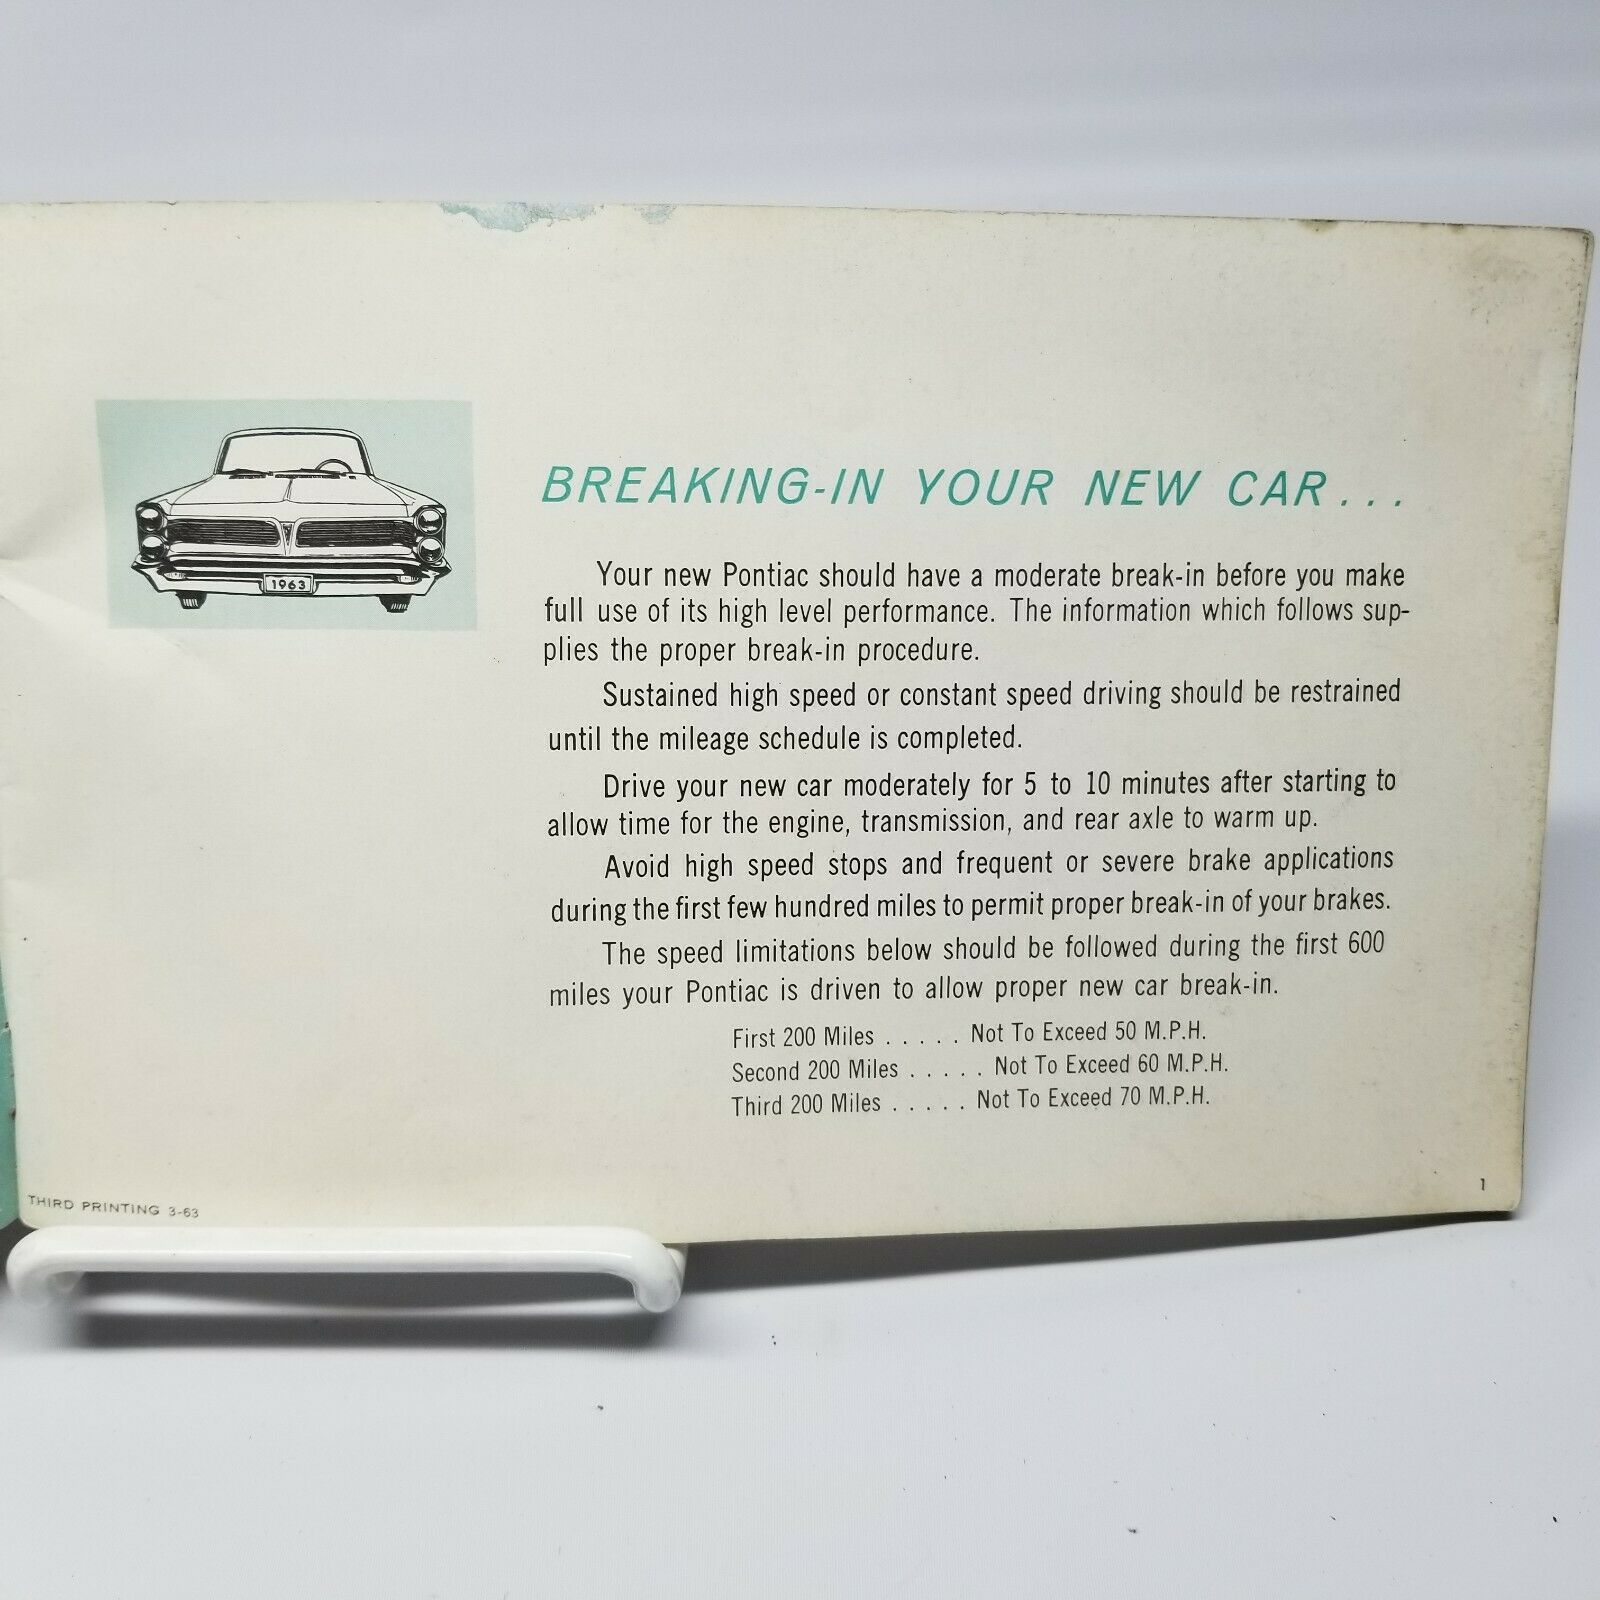 1963
BREAKING-IN YOUR NEW CAR...
Your new Pontiac should have a moderate break-in before you make
full use of its high level performance. The information which follows sup-
plies the proper break-in procedure.
Sustained high speed or constant speed driving should be restrained
until the mileage schedule is completed.
Drive your new car moderately for 5 to 10 minutes after starting to
allow time for the engine, transmission, and rear axle to warm up.
Avoid high speed stops and frequent or severe brake applications
during the first few hundred miles to permit proper break-in of your brakes.
The speed limitations below should be followed during the first 600
miles your Pontiac is driven to allow proper new car break-in.
First 200 Miles . . . . . Not To Exceed 50 M.P.H.
Second 200 Miles . . . . . Not To Exceed 60 M.P.H.
Third 200 Miles . . . . . Not To Exceed 70 M.P.H.
THIRD PRINTING 3-63
1